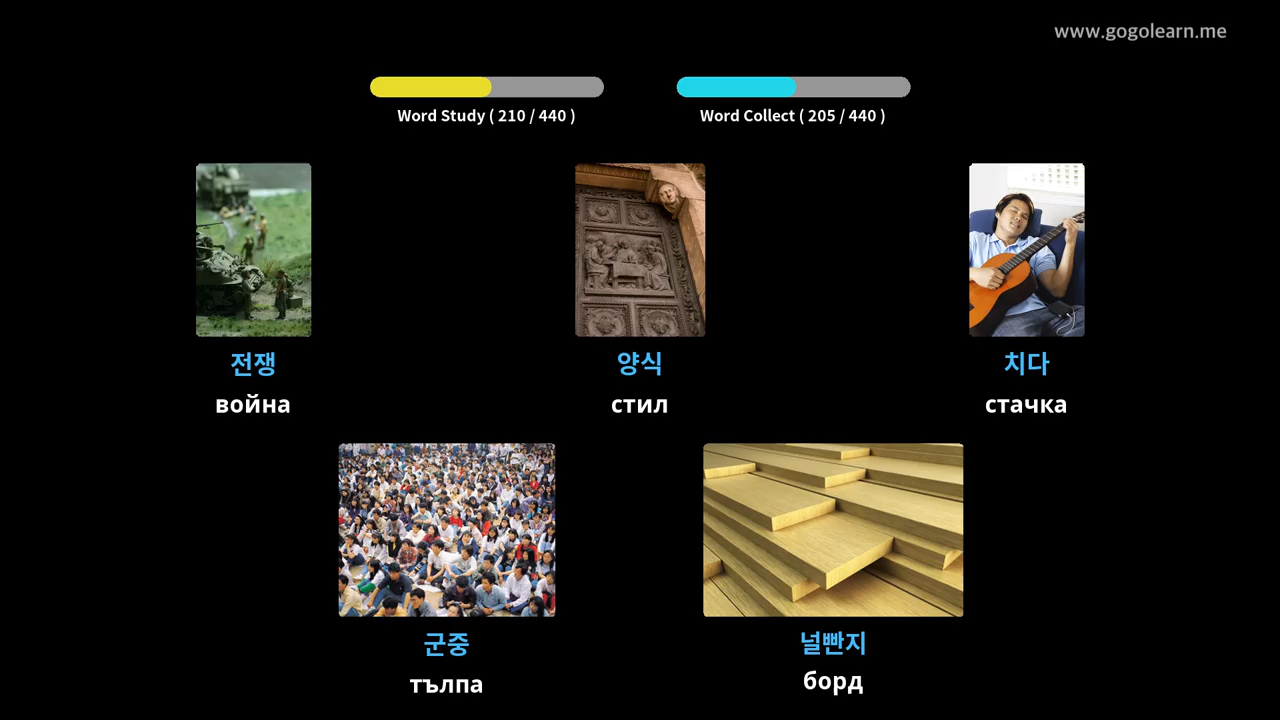 www.gogolearn.me
Word Study ( 210 / 440 )
Word Collect ( 205 / 440 )
전쟁
война
양식
стил
치다
стачка
군중
тълпа
널빤지
борд